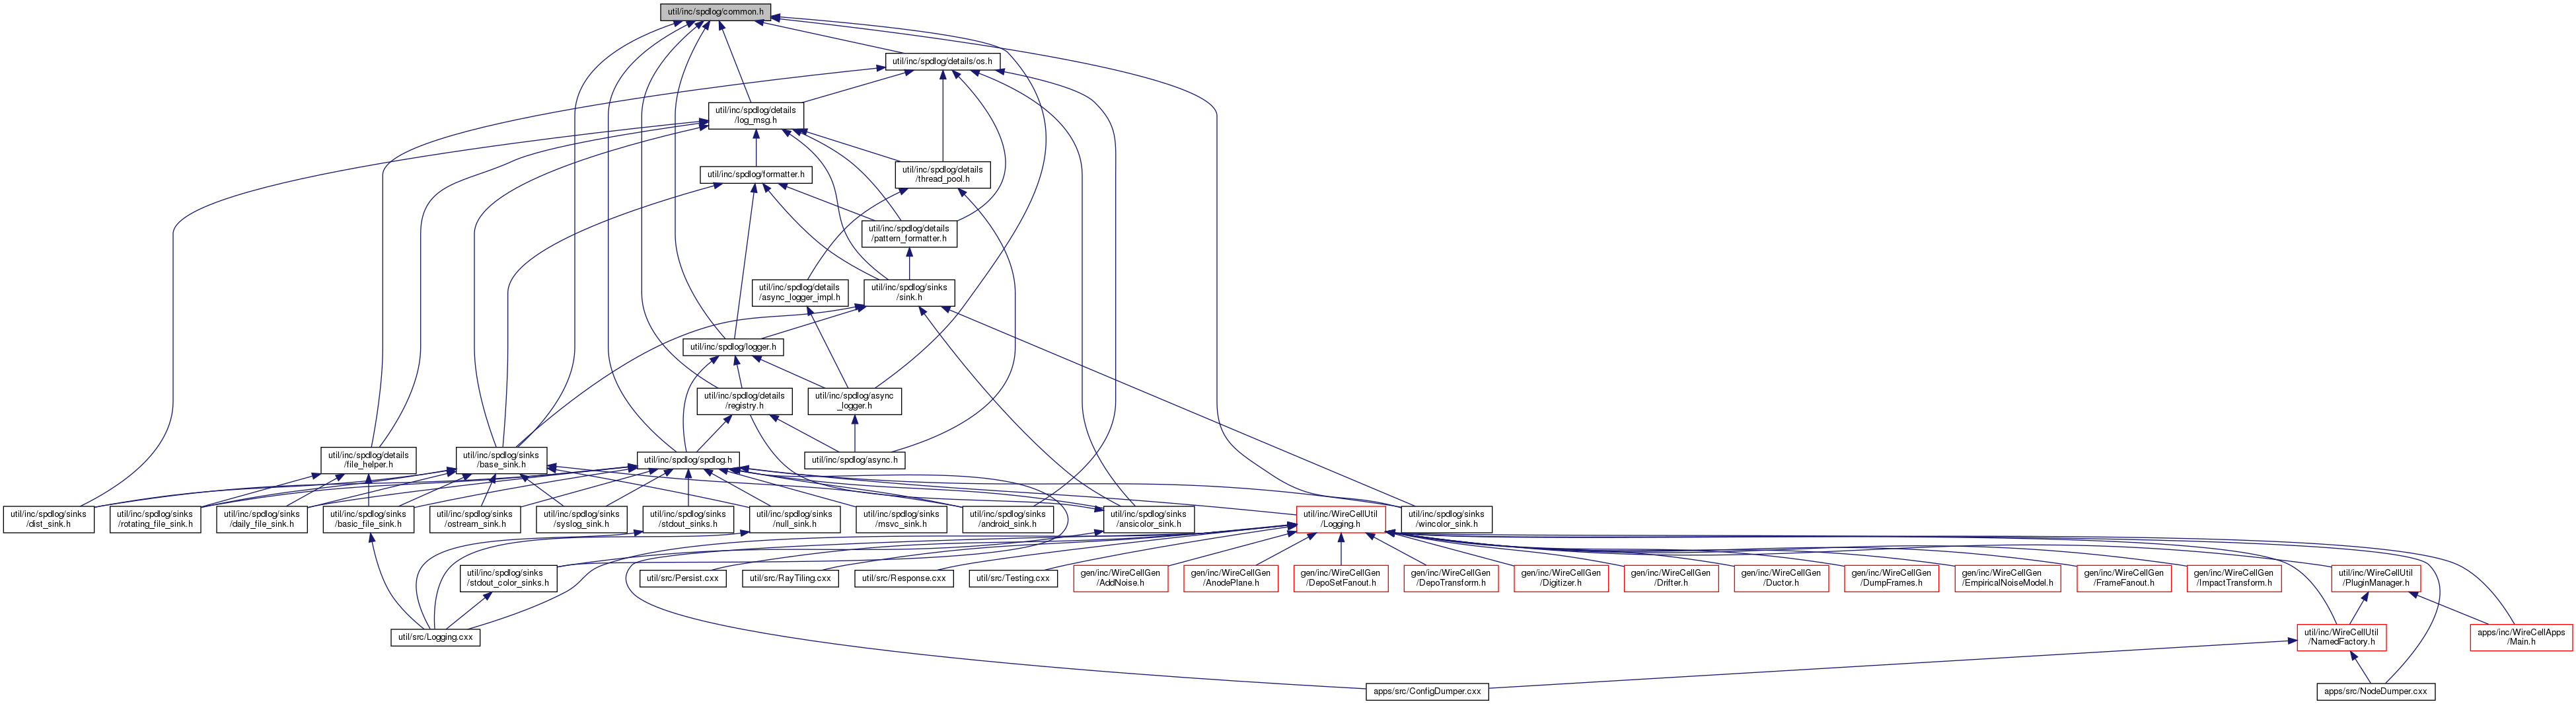 util/inc/spdlog/common.h
util/inc/spdlog/details/os.h
util/inc/spdlog/details
/log_msg.h
util/inc/spdlog/formatter.h
util/inc/spdlog/details
/thread_pool.h
util/inc/spdlog/details
/pattern_formatter.h
util/inc/spdlog/details
/async_logger_impl.h
util/inc/spdlog/sinks
/sink.h
util/inc/spdlog/logger.h
util/inc/spdlog/details
/registry.h
util/inc/spdlog/async
_logger.h
util/inc/spdlog/details
/file_helper.h
util/inc/spdlog/sinks
/base_sink.h
util/inc/spdlog/spdlog.h
util/inc/spdlog/async.h
util/inc/spdlog/sinks
/dist_sink.h
util/inc/spdlog/sinks
/rotating_file_sink.h
util/inc/spdlog/sinks
/daily_file_sink.h
util/inc/spdlog/sinks
/basic_file_sink.h
util/inc/spdlog/sinks
/ostream_sink.h
util/inc/spdlog/sinks
/syslog_sink.h
util/inc/spdlog/sinks
/stdout_sinks.h
util/inc/spdlog/sinks
/null_sink.h
util/inc/spdlog/sinks
/msvc_sink.h
util/inc/spdlog/sinks
/android_sink.h
util/inc/spdlog/sinks
/ansicolor_sink.h
util/inc/WireCellUtil
/Logging.h
util/inc/spdlog/sinks
/wincolor_sink.h
util/inc/spdlog/sinks
/stdout_color_sinks.h
util/src/Persist.cxx
util/src/RayTiling.cxx
util/src/Response.cxx
util/src/Testing.cxx
gen/inc/WireCellGen
/AddNoise.h
gen/inc/WireCellGen
/AnodePlane.h
gen/inc/WireCellGen
/DepoSetFanout.h
gen/inc/WireCellGen
/DepoTransform.h
gen/inc/WireCellGen
/Digitizer.h
gen/inc/WireCellGen
/Drifter.h
gen/inc/WireCellGen
/Ductor.h
gen/inc/WireCellGen
/DumpFrames.h
gen/inc/WireCellGen
/EmpiricalNoiseModel.h
gen/inc/WireCellGen
/FrameFanout.h
gen/inc/WireCellGen
/ImpactTransform.h
util/inc/WireCellUtil
/PluginManager.h
util/src/Logging.cxx
util/inc/WireCellUtil
/NamedFactory.h
apps/inc/WireCellApps
/Main.h
apps/src/ConfigDumper.cxx
apps/src/NodeDumper.cxx